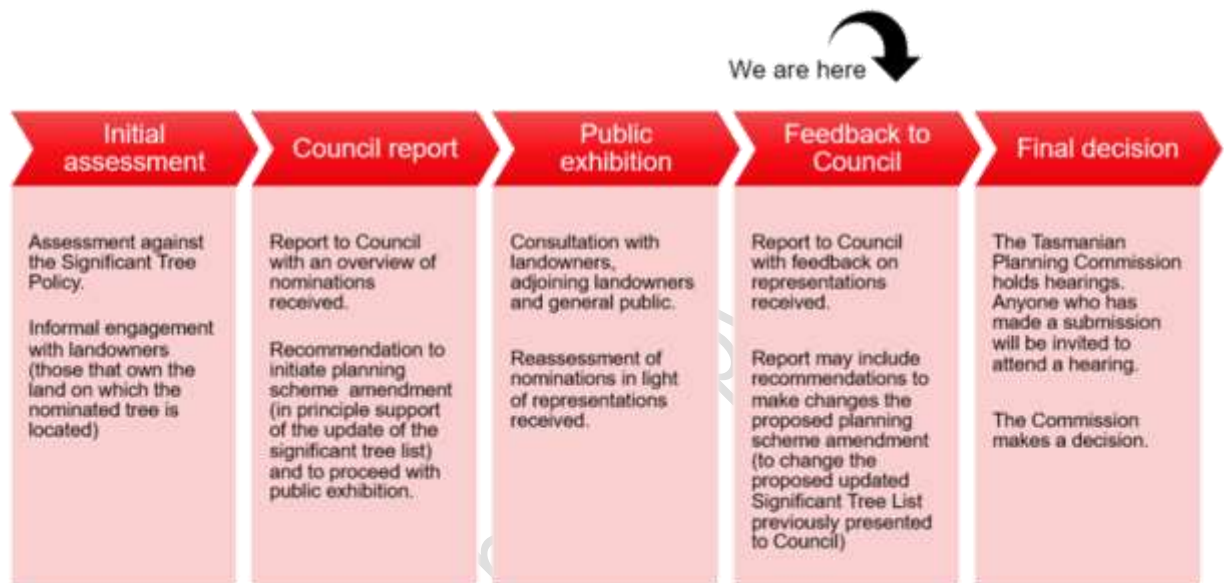 We are here
Initial
assessment
Council report
Public
exhibition
Feedback to
Council
Final decision
Assessment against
the Significant Tree
Policy.
Informal engagement
with landowners
(those that own the
land on which the
nominated tree is
located)
Report to Council
with an overview of
nominations
received.
Recommendation to
initiate planning
scheme amendment
(in principle support
of the update of the
significant tree list)
and to proceed with
public exhibition.
Consultation with
landowners,
adjoining landowners
and general public.
Reassessment of
nominations in light
of representations
received.
Report to Council
with feedback on
representations
received.
Report may include
recommendations to
make changes the
proposed planning
scheme amendment
(to change the
proposed updated
Significant Tree List
previously presented
to Council)
The Tasmanian
Planning Commission
holds hearings.
Anyone who has
made a submission
will be invited to
attend a hearing.
The Commission
makes a decision.